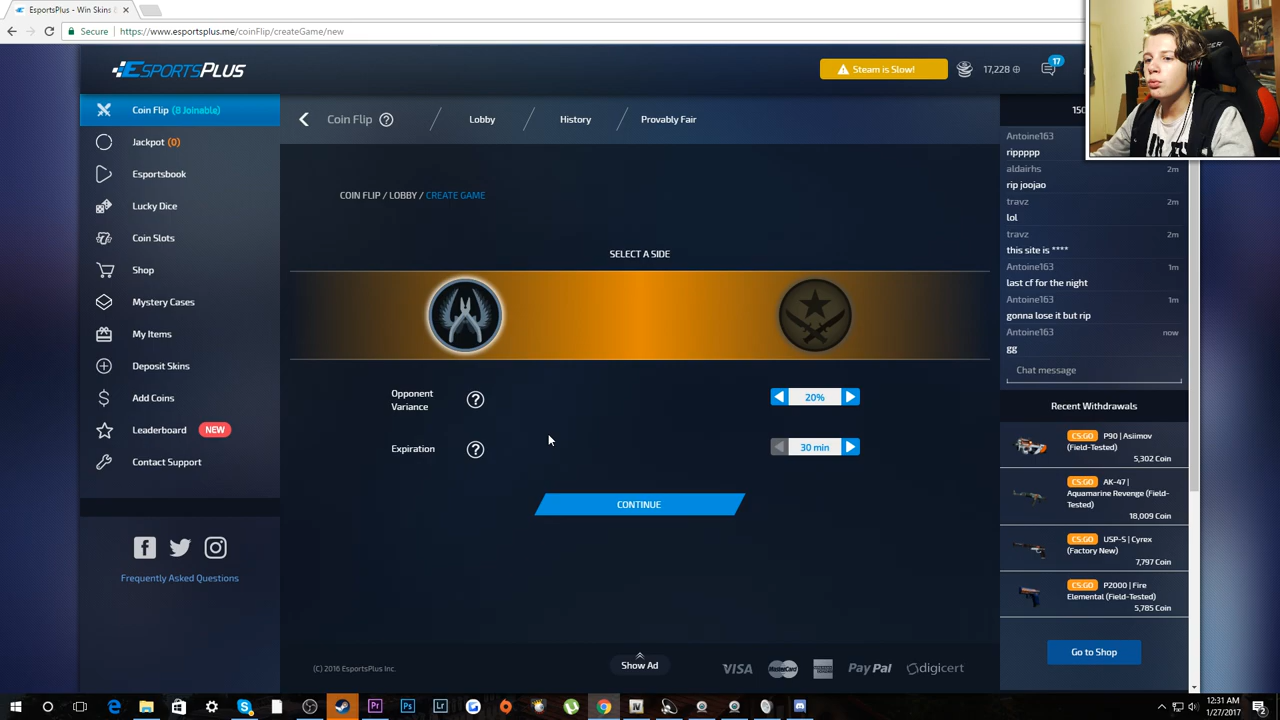 EsportsPlus - Win Skins
Secure
https://www.esportsplus.me/coinFlip/createGame/new
ESPORTSPLUS
Steam is Slow!
17,228
17
Coin Flip (8 Joinable)
Jackpot (0)
Esportsbook
Lucky Dice
Coin Slots
Shop
Mystery Cases
My Items
Deposit Skins
Add Coins
Leaderboard NEW
Contact Support
Frequently Asked Questions
Coin Flip ?
Lobby
History
Provably Fair
COIN FLIP / LOBBY / CREATE GAME
SELECT A SIDE
Opponent
Variance
?
20%
Expiration
?
30 min
CONTINUE
(C) 2016 EsportsPlus Inc.
Show Ad
VISA
MasterCard
PayPal
digicert
150
Antoine163
rippppp
aldairhs 2m
rip joojao
travz 2m
lol
travz 2m
this site is ****
Antoine163 1m
last cf for the night
Antoine163 1m
gonna lose it but rip
Antoine163 now
gg
Chat message
Recent Withdrawals
CS:GO P90 | Asiimov
(Field-Tested)
5,302 Coin
CS:GO AK-47 |
Aquamarine Revenge (Field-
Tested)
18,009 Coin
CS:GO USP-S | Cyrex
(Factory New)
7,797 Coin
CS:GO P2000 | Fire
Elemental (Field-Tested)
5,785 Coin
Go to Shop
Pr
Ps
Lr
12:31 AM
1/27/2017
2